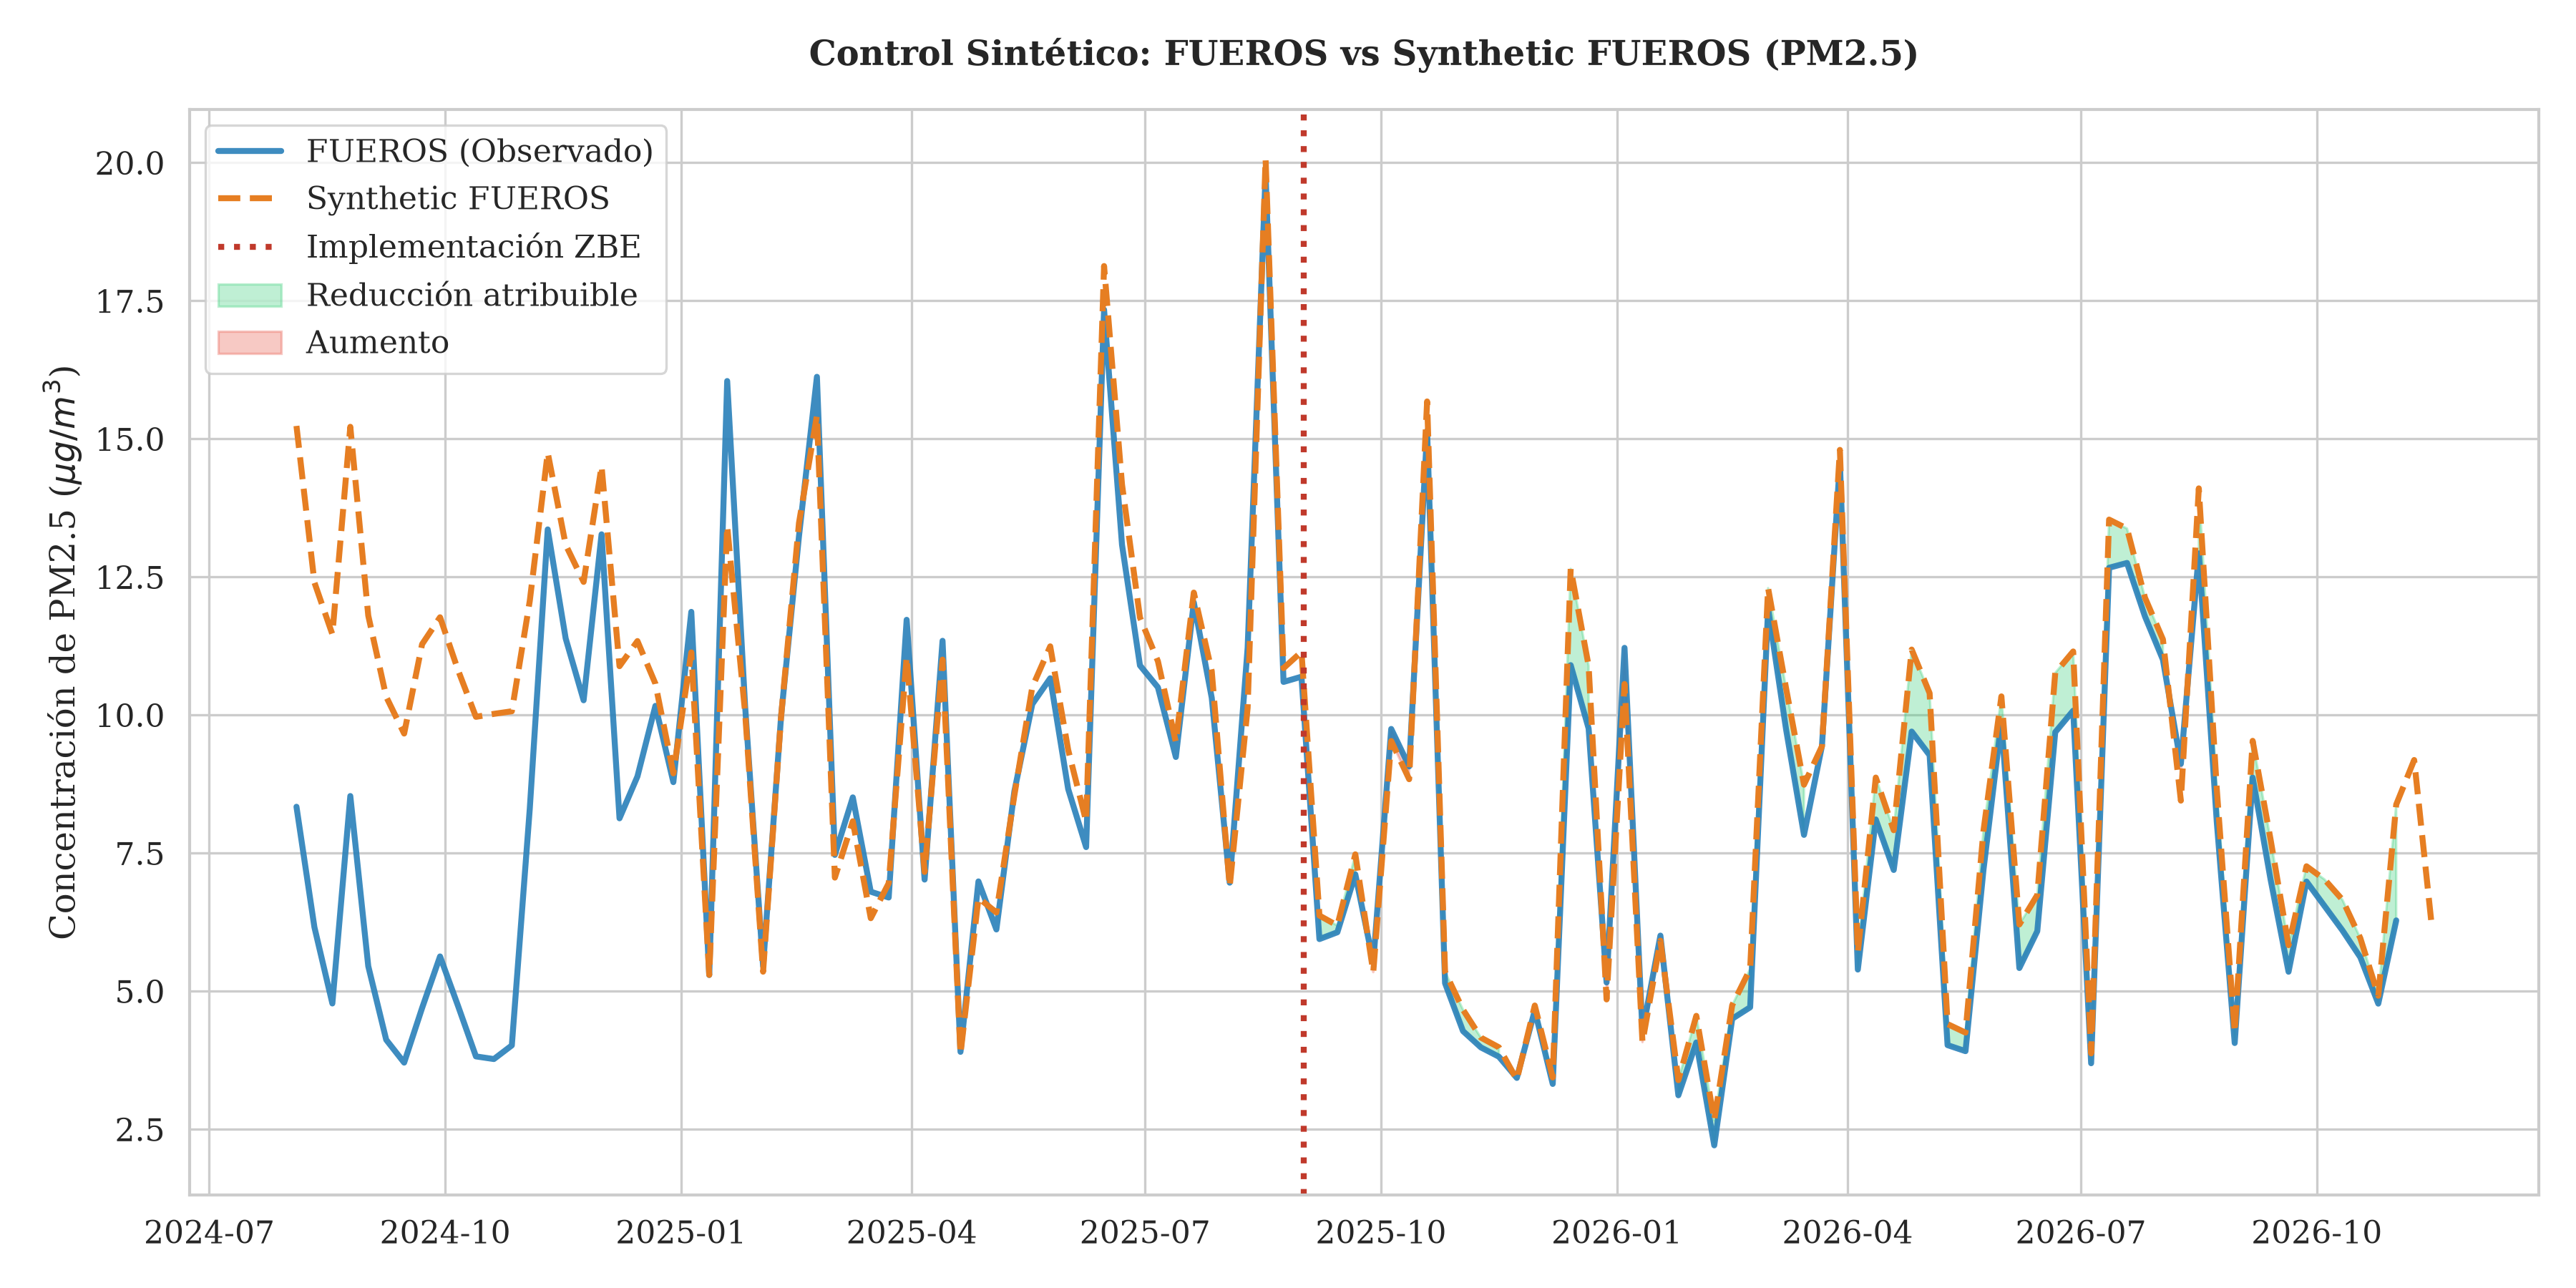 Control Sintético: FUEROS vs Synthetic FUEROS (PM2.5)
FUEROS (Observado)
Synthetic FUEROS
Implementación ZBE
Reducción atribuible
Aumento
Concentración de PM2.5 (µg/m³)
20.0
17.5
15.0
12.5
10.0
7.5
5.0
2.5
2024-07
2024-10
2025-01
2025-04
2025-07
2025-10
2026-01
2026-04
2026-07
2026-10